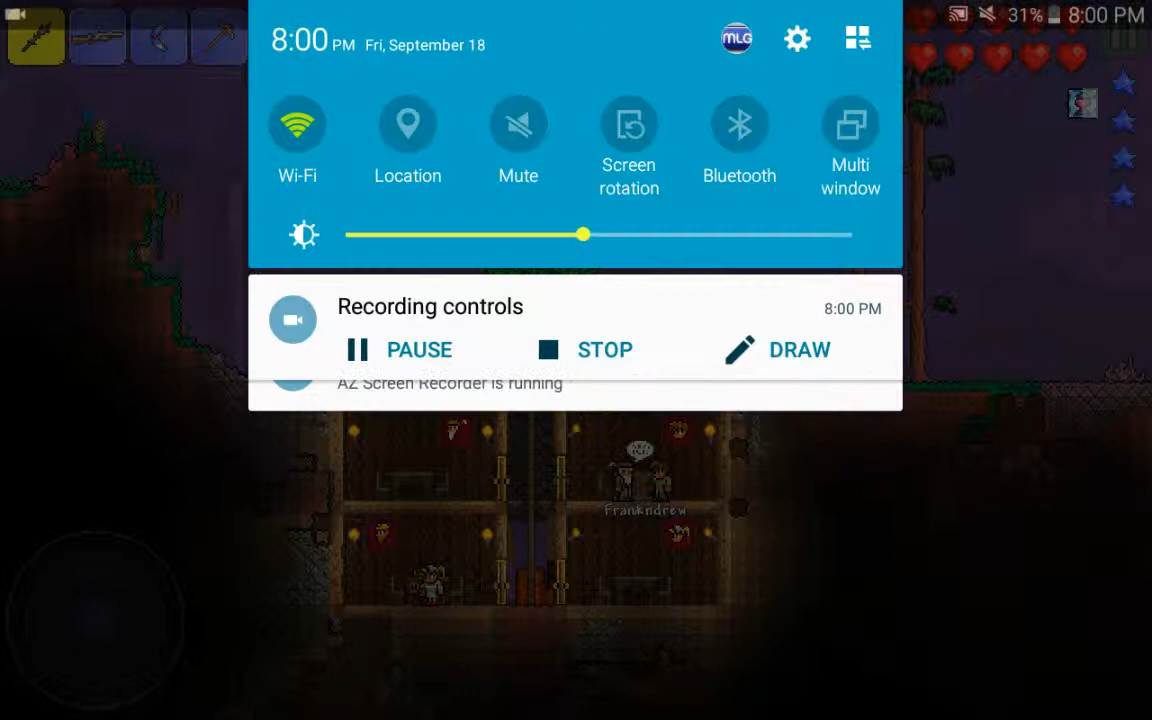 31% 8:00 PM
8:00 PM Fri, September 18
MLG
Wi-Fi
Location
Mute
Screen
rotation
Bluetooth
Multi
window
Recording controls
8:00 PM
PAUSE
STOP
DRAW
AZ Screen Recorder is running
Frankndrew